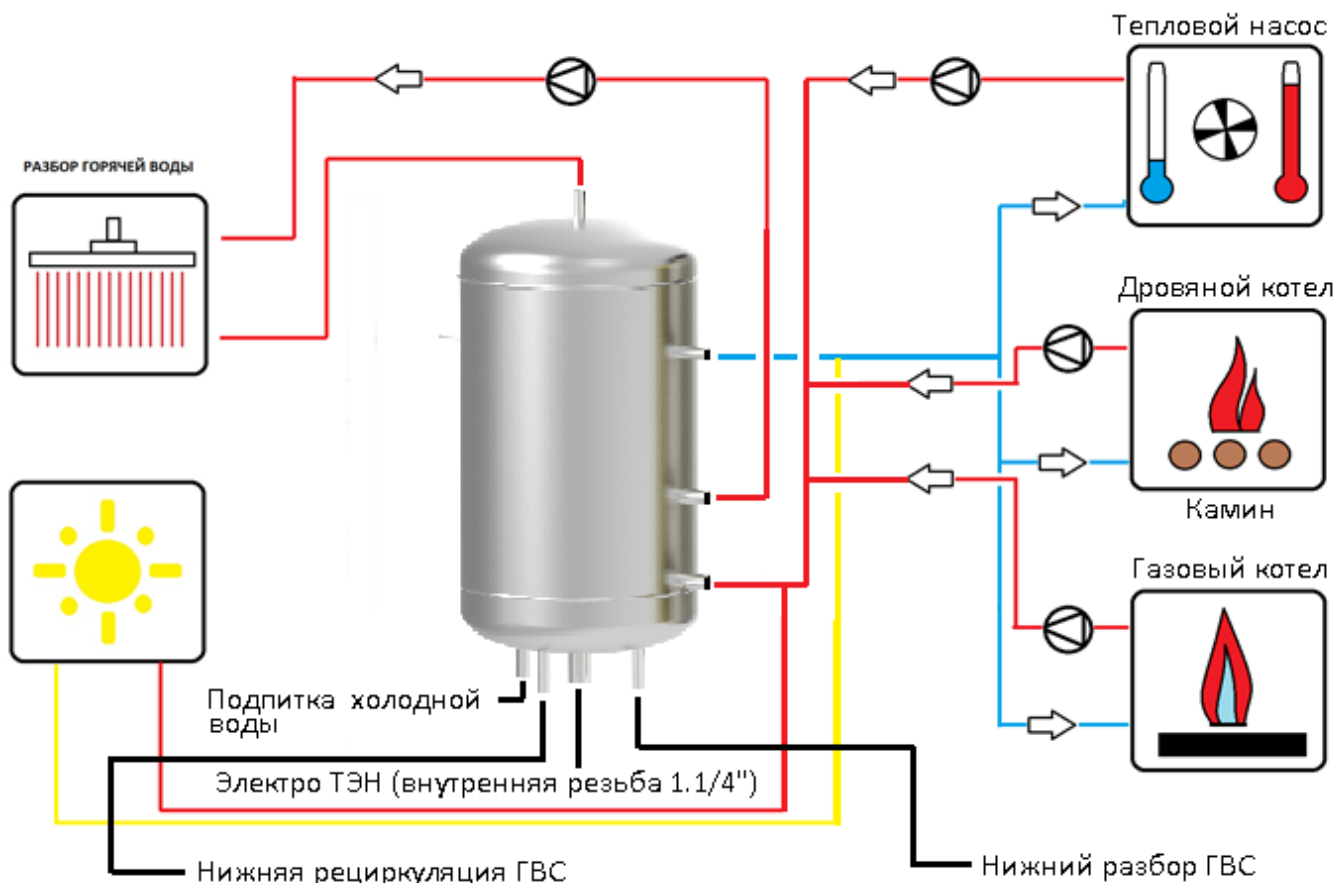 Тепловой насос
РАЗБОР ГОРЯЧЕЙ ВОДЫ
Дровяной котел
Камин
Газовый котел
Подпитка холодной
воды
Электро ТЭН (внутренняя резьба 1.1/4")
Нижняя рециркуляция ГВС
Нижний разбор ГВС